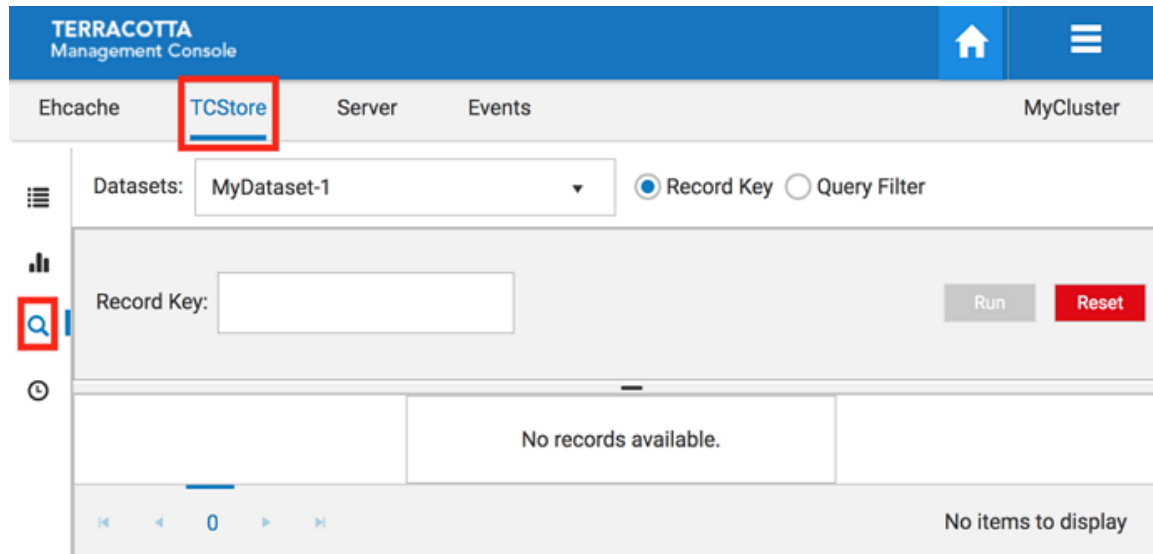 TERRACOTTA
Management Console
Ehcache TCStore Server Events MyCluster
Datasets: MyDataset-1 Record Key Query Filter
Record Key: Run Reset
No records available.
0 No items to display